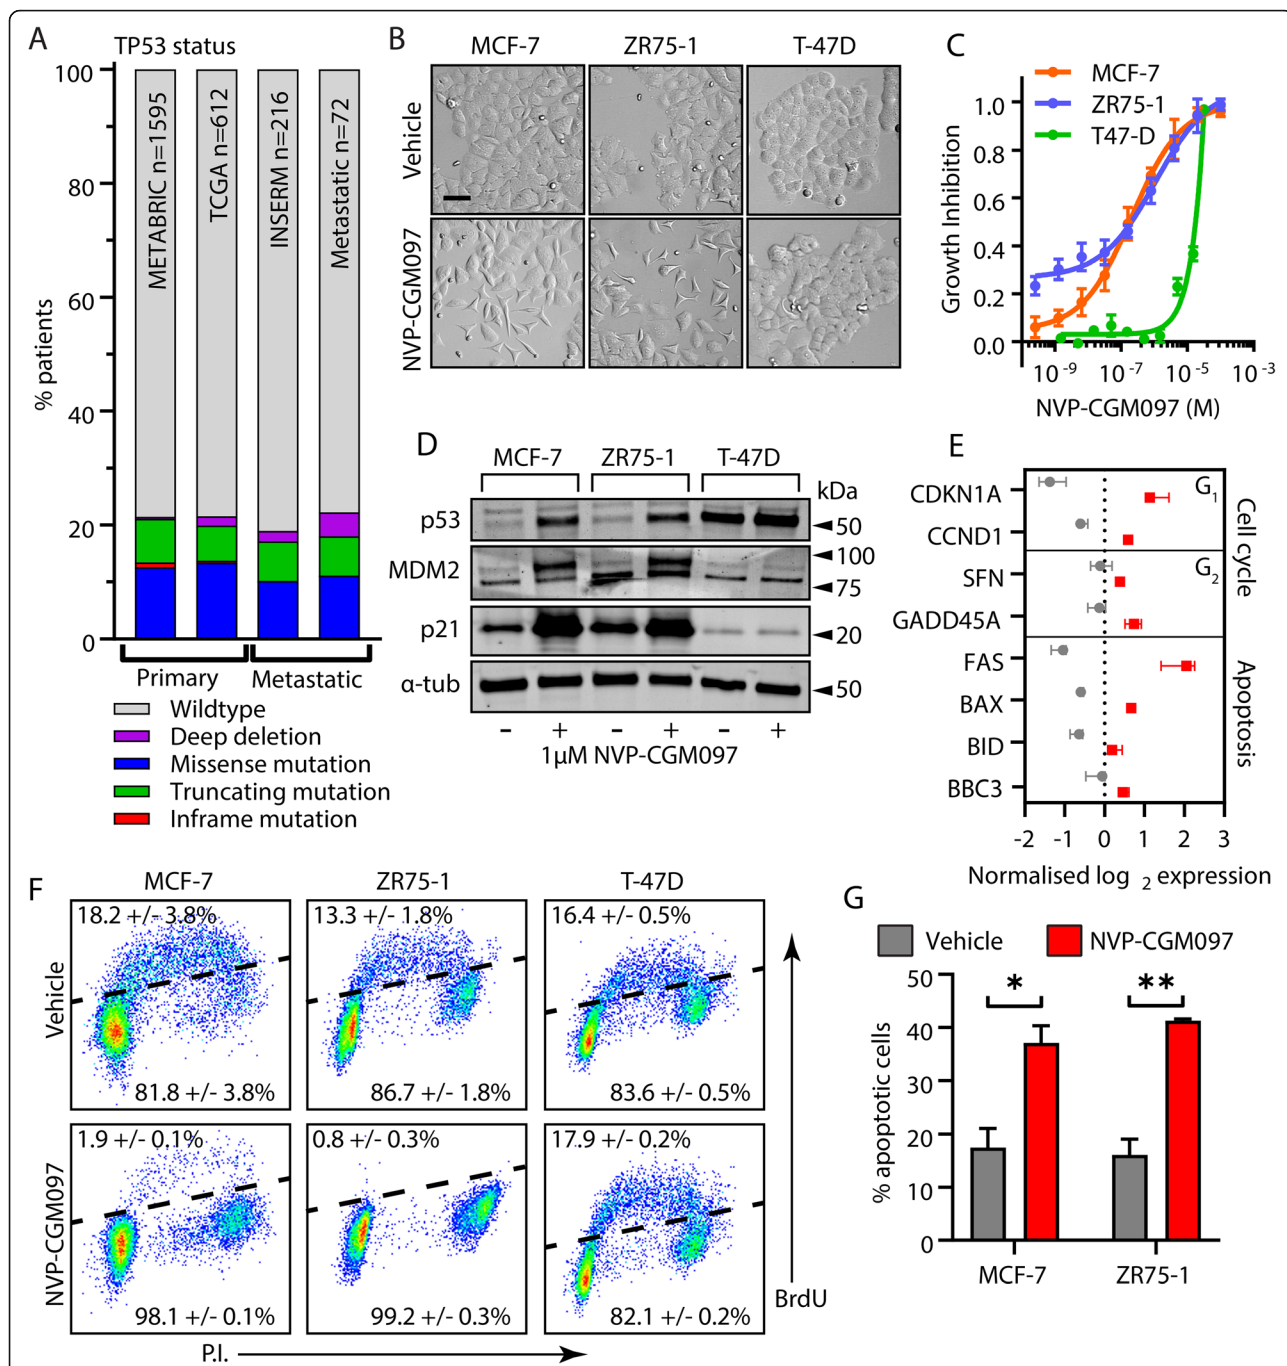 A
TP53 status
100
80
60
40
20
0
% patients
METABRIC n=1595
TCGA n=612
INSERM n=216
Metastatic n=72
Primary
Metastatic
Wildtype
Deep deletion
Missense mutation
Truncating mutation
Inframe mutation
B
MCF-7
ZR75-1
T-47D
Vehicle
NVP-CGM097
C
MCF-7
ZR75-1
T47-D
1.0
0.8
0.6
0.4
0.2
0.0
Growth Inhibition
10-9
10-7
10-5
10-3
NVP-CGM097 (M)
D
MCF-7
ZR75-1
T-47D
kDa
p53
50
MDM2
100
75
p21
20
α-tub
50
- + - + - +
1µM NVP-CGM097
E
CDKN1A
CCND1
SFN
GADD45A
FAS
BAX
BID
BBC3
G1
G2
Cell cycle
Apoptosis
-2 -1 0 1 2 3
Normalised log 2 expression
F
MCF-7
ZR75-1
T-47D
Vehicle
18.2 +/- 3.8%
81.8 +/- 3.8%
13.3 +/- 1.8%
86.7 +/- 1.8%
16.4 +/- 0.5%
83.6 +/- 0.5%
NVP-CGM097
1.9 +/- 0.1%
98.1 +/- 0.1%
0.8 +/- 0.3%
99.2 +/- 0.3%
17.9 +/- 0.2%
82.1 +/- 0.2%
BrdU
P.I.
G
Vehicle
NVP-CGM097
50
40
30
20
10
0
% apoptotic cells
*
**
MCF-7
ZR75-1